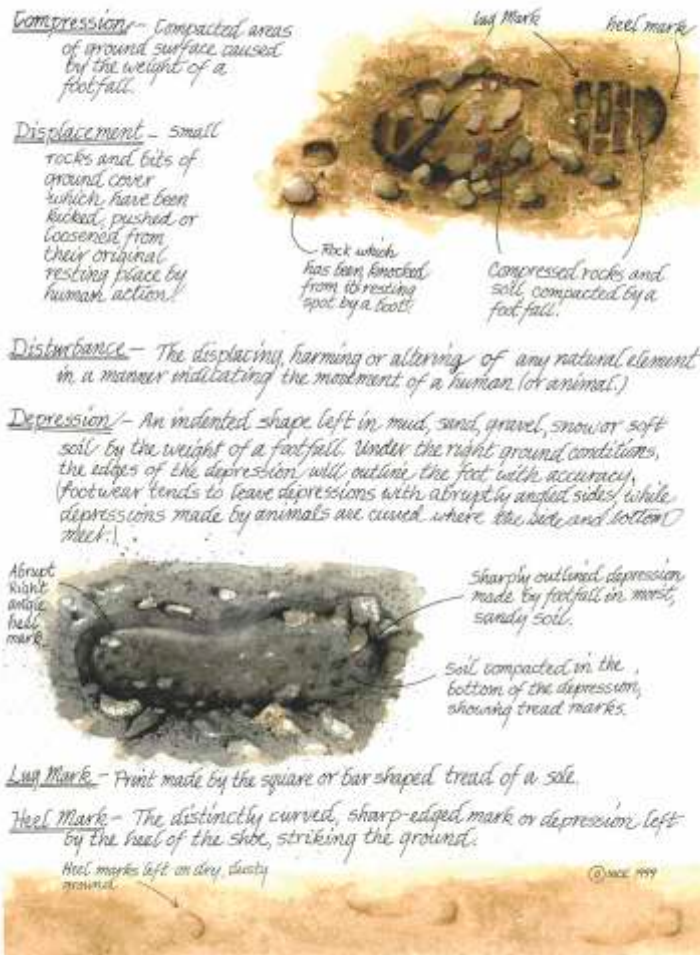 Compression - Compacted areas
of ground surface caused
by the weight of a
footfall.
Lug Mark
heel mark
Displacement - small
rocks and bits of
ground cover
which have been
kicked, pushed or
loosened from
their original
resting place by
human action.
Rock which
has been knocked
from its resting
spot by a boot.
Compressed rocks and
soil, compacted by a
footfall.
Disturbance - The displacing, harming or altering of any natural element
in a manner indicating the movement of a human (or animal.)
Depression - An indented shape left in mud, sand, gravel, snow or soft
soil by the weight of a footfall. Under the right ground conditions,
the edges of the depression will outline the foot with accuracy,
(footwear tends to leave depressions with abruptly angled sides, while
depressions made by animals are curved where the side and bottom
meet.)
Abrupt
Right
angle
heel
mark.
Sharply outlined depression
made by footfall in moist,
sandy soil.
Soil compacted in the
bottom of the depression,
showing tread marks.
Lug Mark - Print made by the square or bar shaped tread of a sole.
Heel Mark - The distinctly curved, sharp-edged mark or depression left
by the heel of the shoe, striking the ground.
Heel marks left on dry, dusty
ground
© 1999